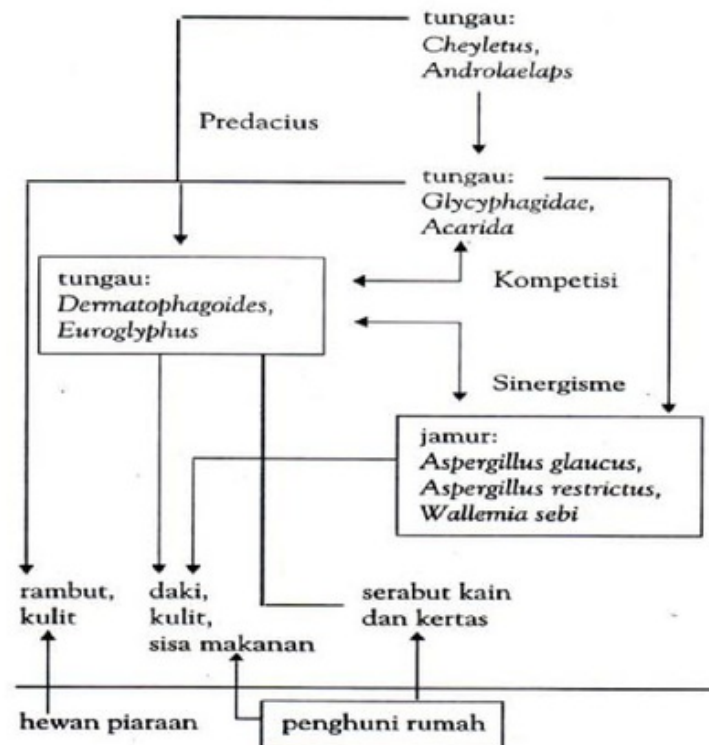 tungau:
Cheyletus,
Androlaelaps
Predacius
tungau:
Glycyphagidae,
Acarida
tungau:
Dermatophagoides,
Euroglyphus
Kompetisi
Sinergisme
jamur:
Aspergillus glaucus,
Aspergillus restrictus,
Wallemia sebi
rambut,
kulit
daki,
kulit,
sisa makanan
serabut kain
dan kertas
hewan piaraan
penghuni rumah